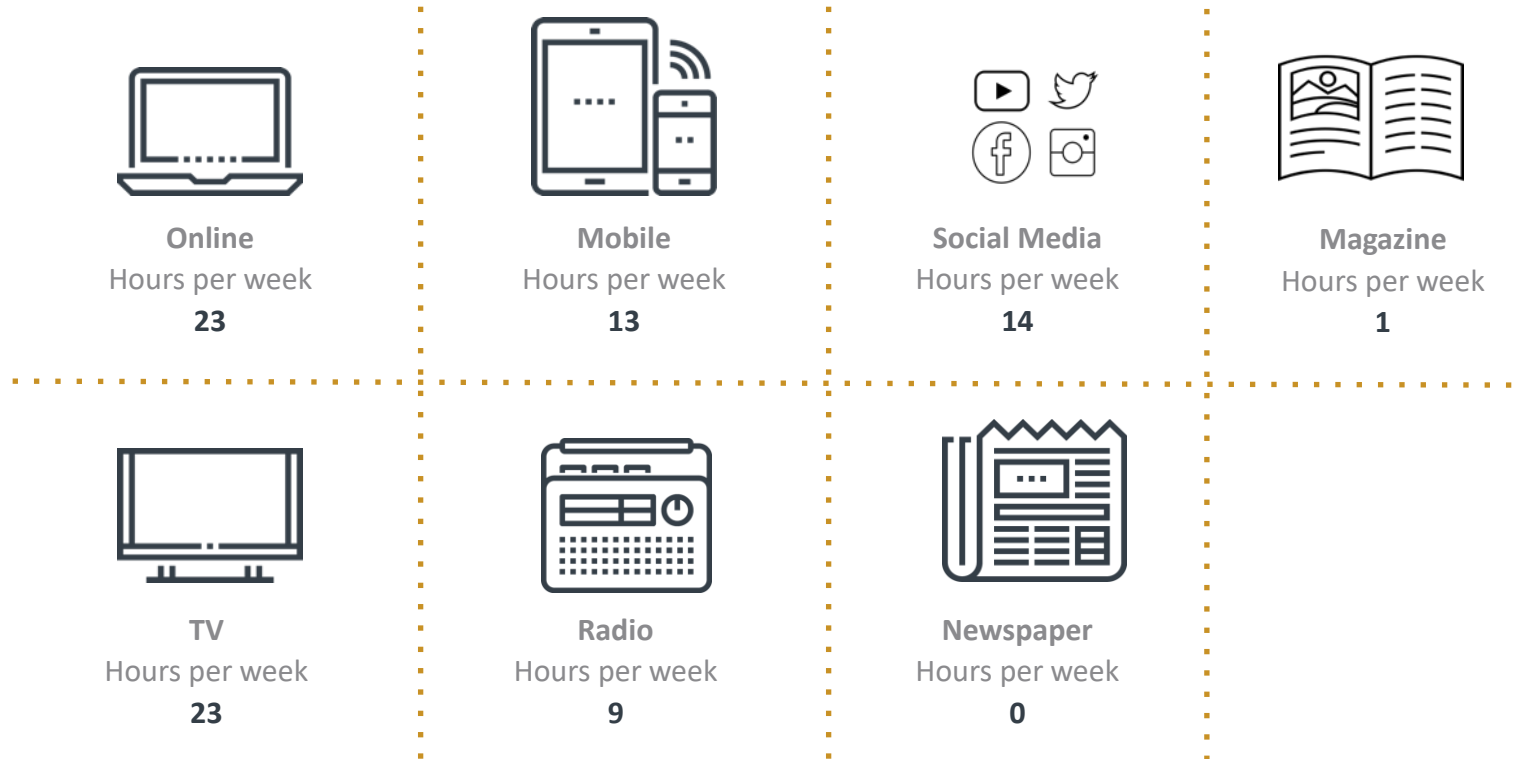 Online
Hours per week
23
Mobile
Hours per week
13
Social Media
Hours per week
14
Magazine
Hours per week
1
TV
Hours per week
23
Radio
Hours per week
9
Newspaper
Hours per week
0